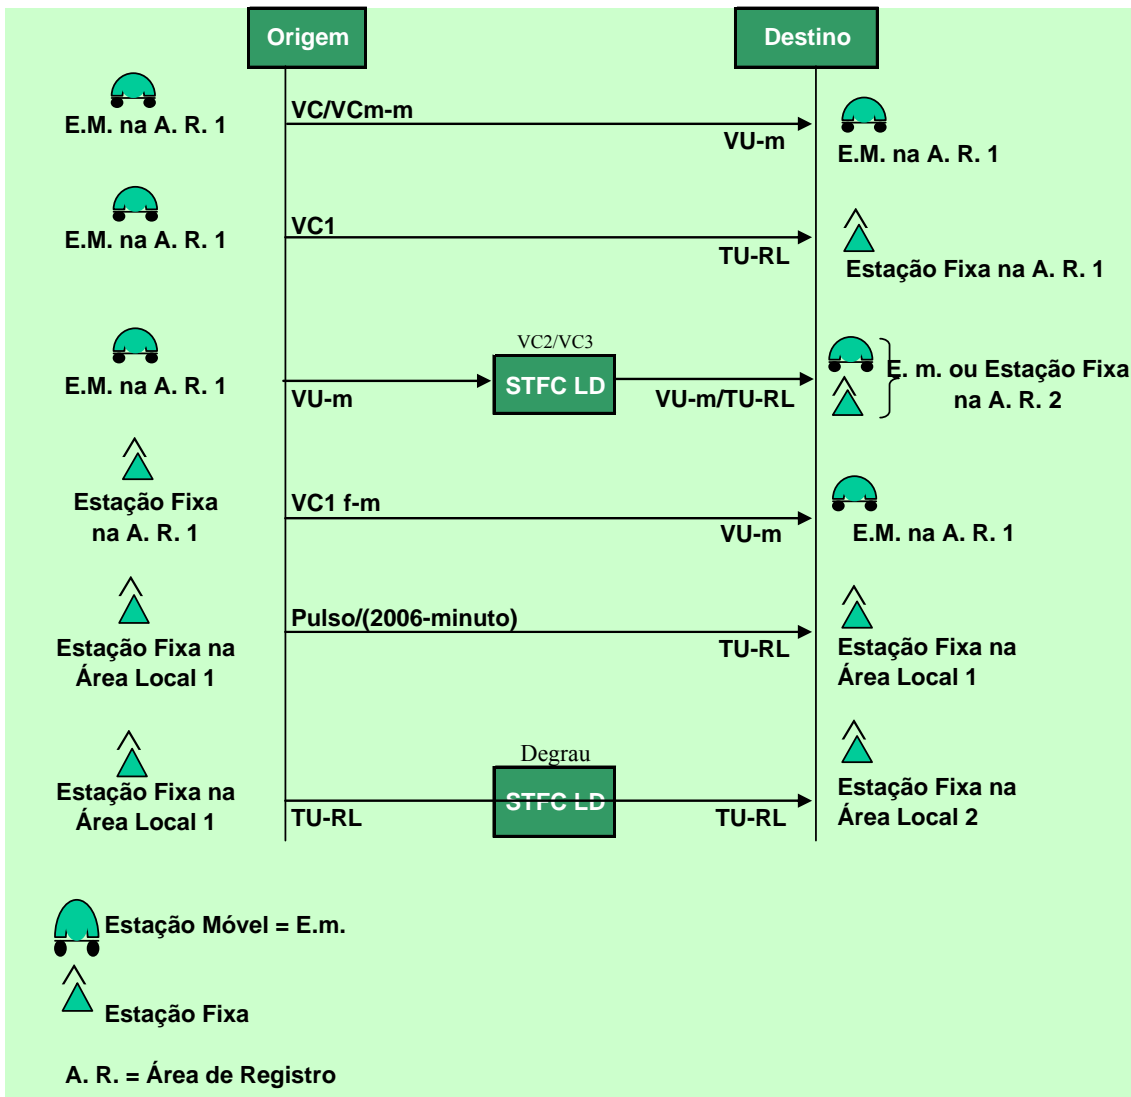 Origem
Destino
E.M. na A. R. 1
VC/VCm-m
VU-m
E.M. na A. R. 1
E.M. na A. R. 1
VC1
TU-RL
Estação Fixa na A. R. 1
E.M. na A. R. 1
VU-m
VC2/VC3
STFC LD
VU-m/TU-RL
E. m. ou Estação Fixa
na A. R. 2
Estação Fixa
na A. R. 1
VC1 f-m
VU-m
E.M. na A. R. 1
Estação Fixa na
Área Local 1
Pulso/(2006-minuto)
TU-RL
Estação Fixa na
Área Local 1
Estação Fixa na
Área Local 1
TU-RL
Degrau
STFC LD
TU-RL
Estação Fixa na
Área Local 2
Estação Móvel = E.m.
Estação Fixa
A. R. = Área de Registro